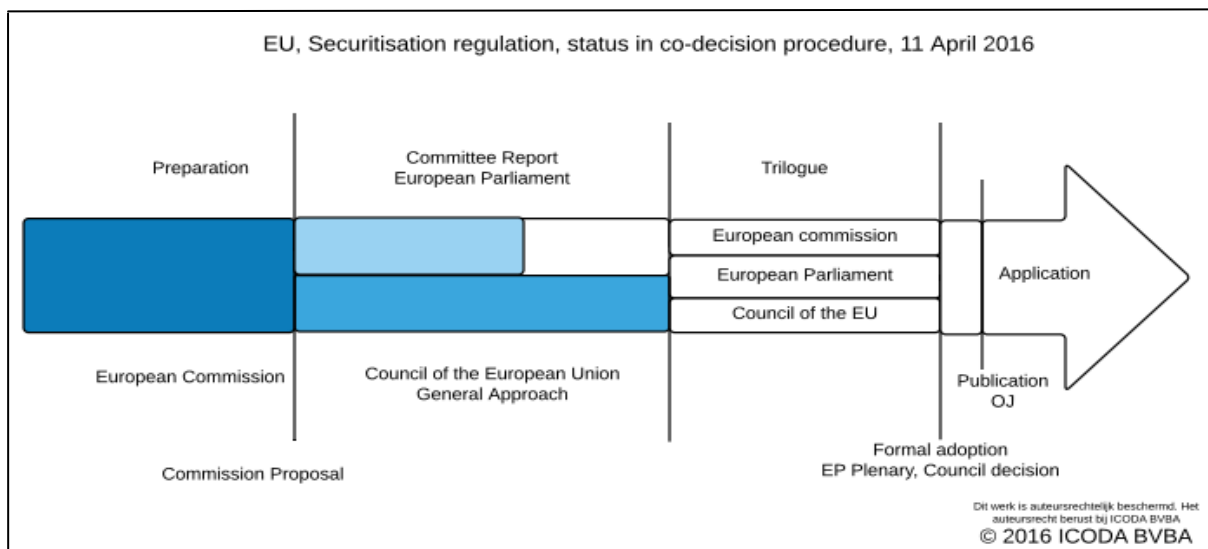 EU, Securitisation regulation, status in co-decision procedure, 11 April 2016
Preparation
Committee Report
European Parliament
Trilogue
European commission
European Parliament
Council of the EU
Application
European Commission
Council of the European Union
General Approach
Publication
OJ
Commission Proposal
Formal adoption
EP Plenary, Council decision
Dit werk is auteursrechtelijk beschermd. Het
auteursrecht berust bij ICODA BVBA
© 2016 ICODA BVBA